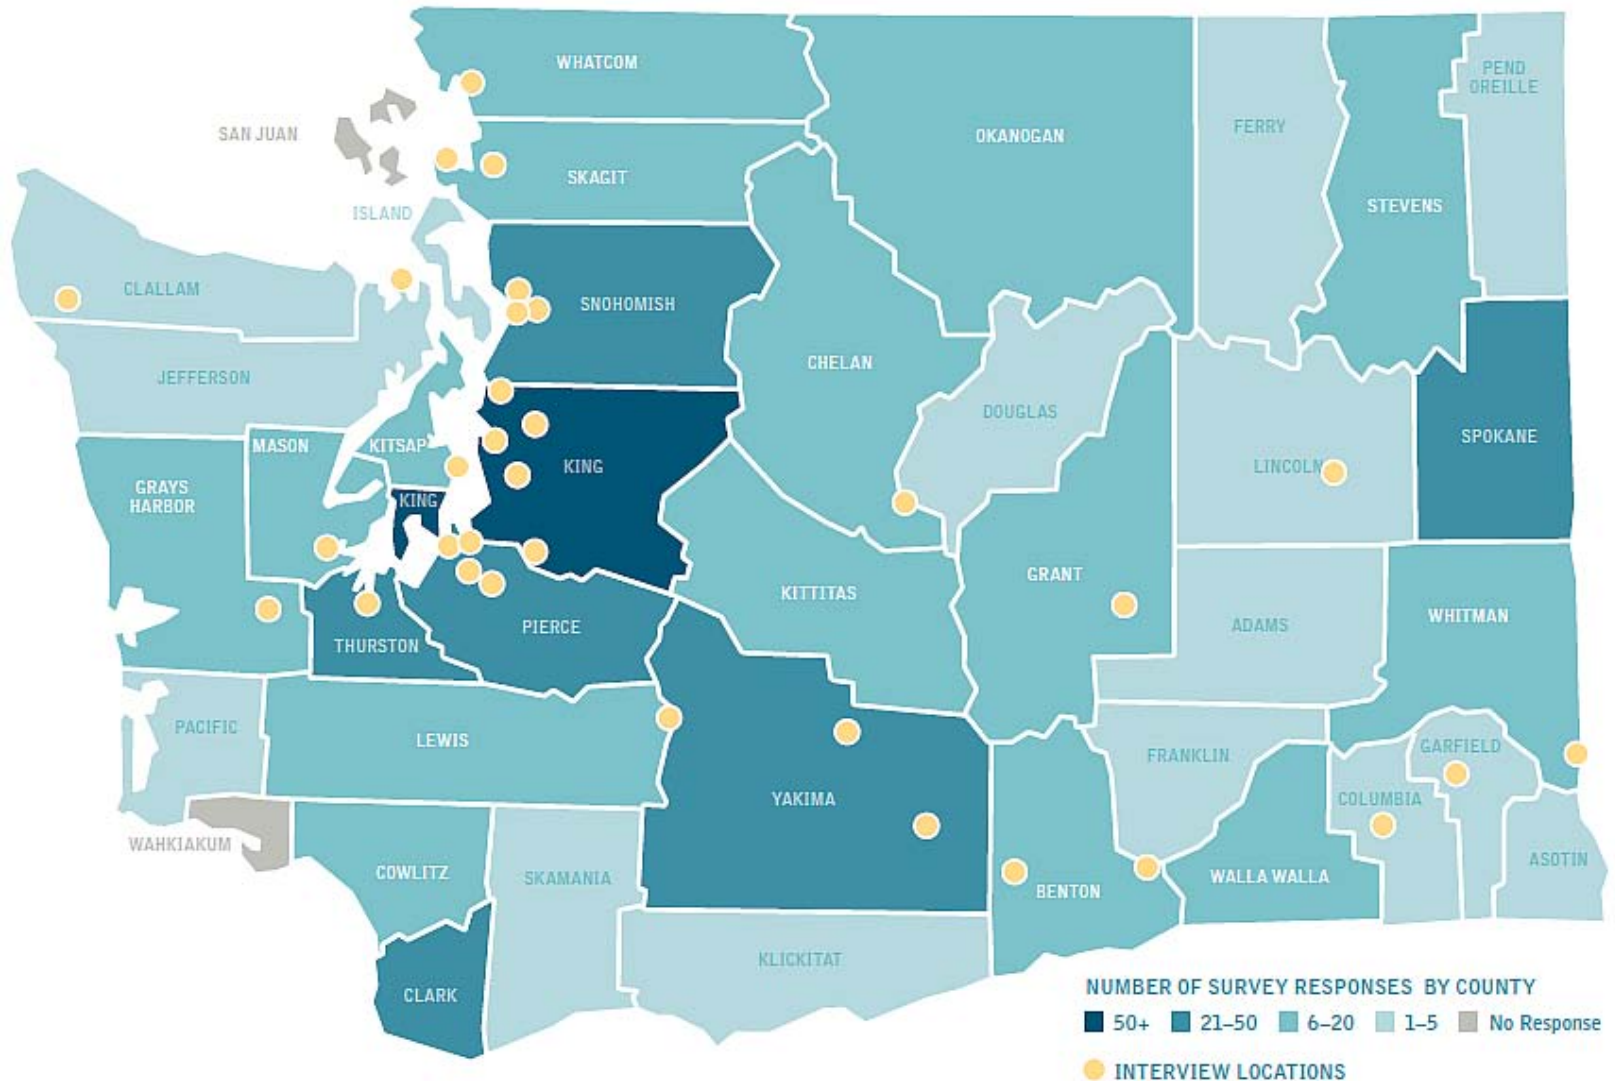 WHATCOM
PEND
OREILLE
SAN JUAN
OKANOGAN
FERRY
SKAGIT
STEVENS
ISLAND
CLALLAM
SNOHOMISH
CHELAN
JEFFERSON
DOUGLAS
MASON
KITSAP
KING
LINCOLN
SPOKANE
GRAYS
HARBOR
KING
GRANT
KITTITAS
WHITMAN
ADAMS
PIERCE
THURSTON
PACIFIC
LEWIS
GARFIELD
FRANKLIN
YAKIMA
COLUMBIA
WAHKIAKUM
COWLITZ
SKAMANIA
WALLA WALLA
ASOTIN
BENTON
KLICKITAT
CLARK
NUMBER OF SURVEY RESPONSES BY COUNTY
50+ 21–50 6–20 1–5 No Response
INTERVIEW LOCATIONS